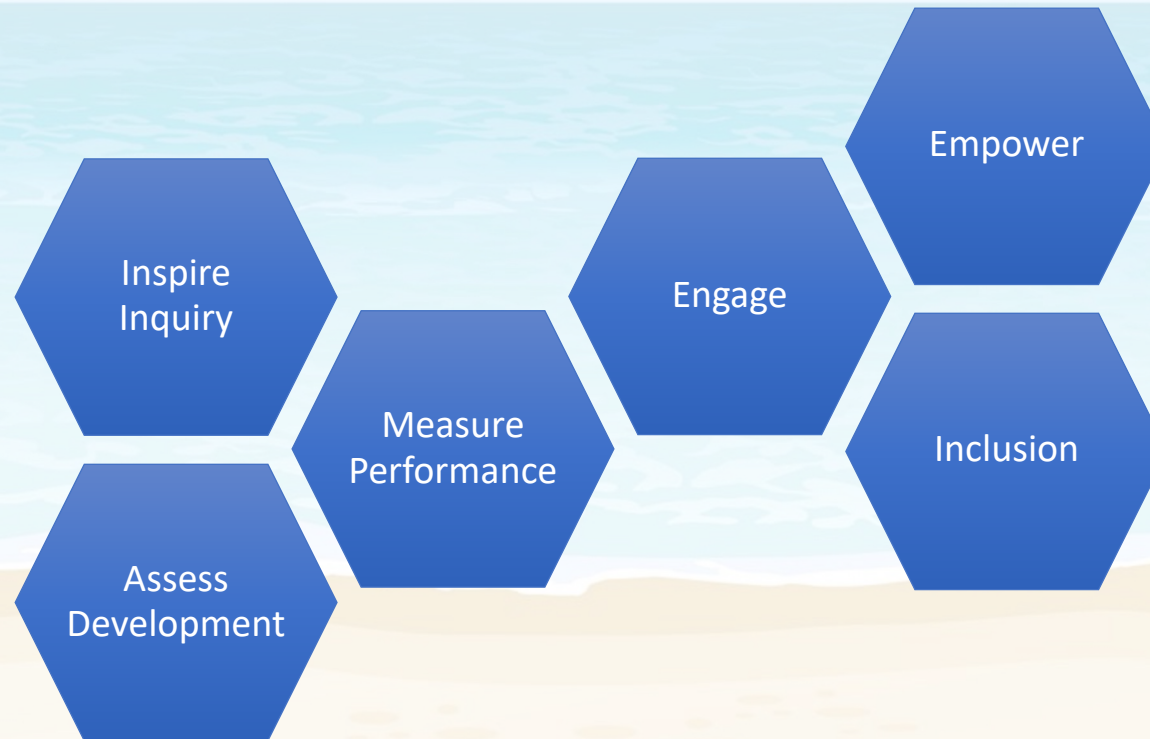 Empower
Inspire
Inquiry
Engage
Measure
Performance
Inclusion
Assess
Development